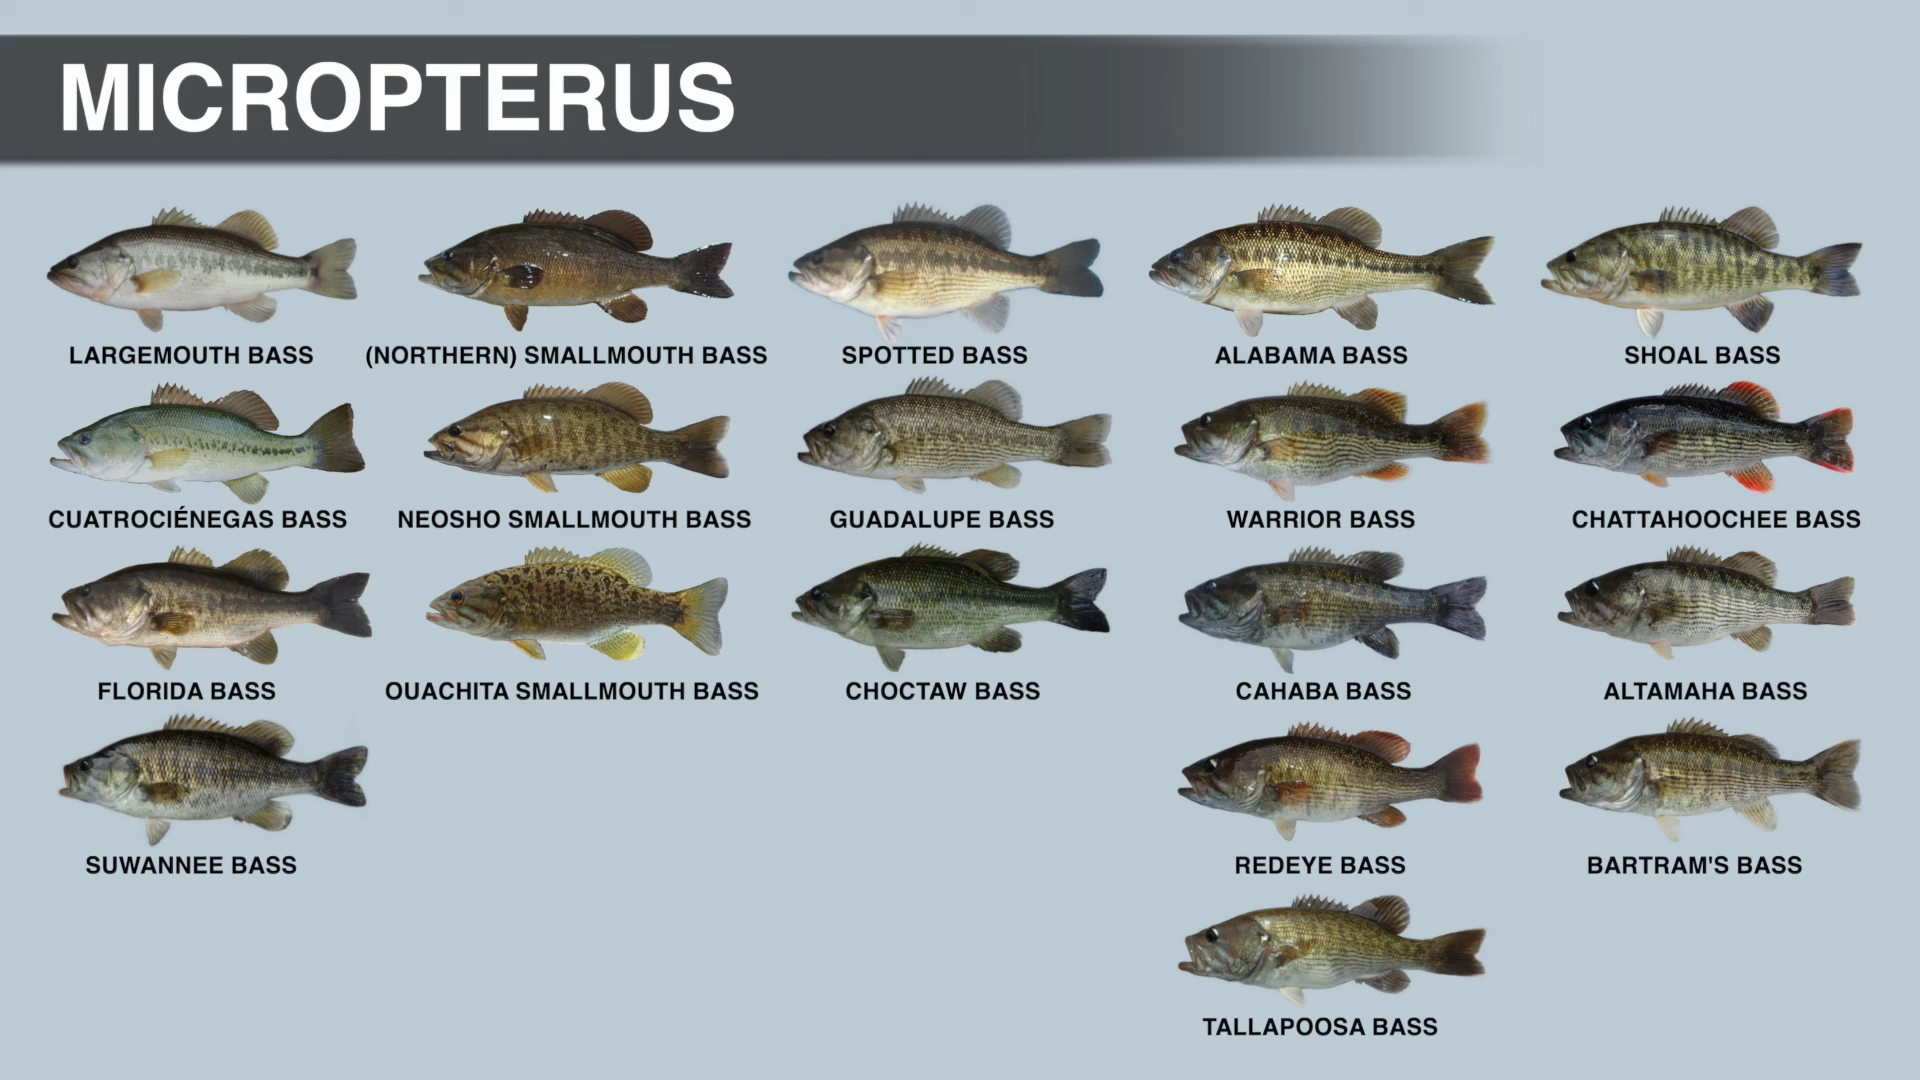 MICROPTERUS
LARGEMOUTH BASS
(NORTHERN) SMALLMOUTH BASS
SPOTTED BASS
ALABAMA BASS
SHOAL BASS
CUATROCIÉNEGAS BASS
NEOSHO SMALLMOUTH BASS
GUADALUPE BASS
WARRIOR BASS
CHATTAHOOCHEE BASS
FLORIDA BASS
OUACHITA SMALLMOUTH BASS
CHOCTAW BASS
CAHABA BASS
ALTAMAHA BASS
SUWANNEE BASS
REDEYE BASS
BARTRAM'S BASS
TALLAPOOSA BASS